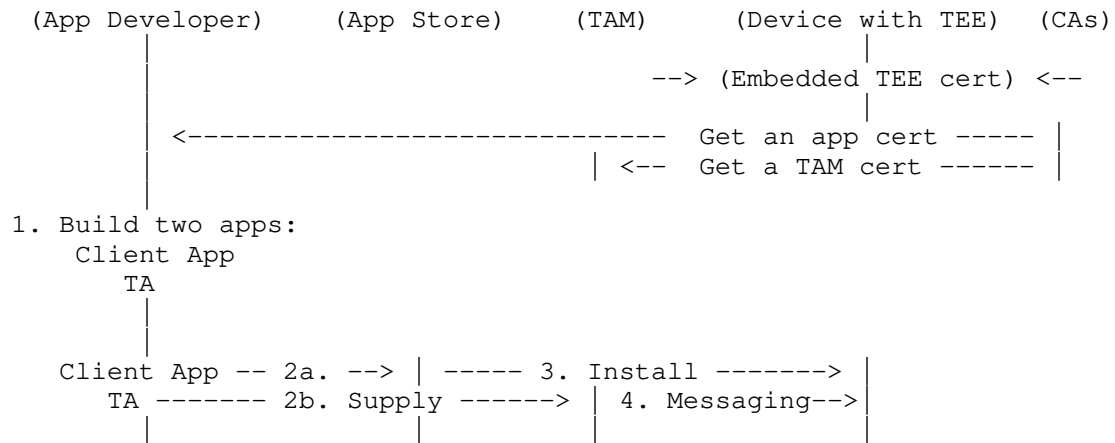 (App Developer) (App Store) (TAM) (Device with TEE) (CAs)
--> (Embedded TEE cert) <--
<------------------------------ Get an app cert ----- |
| <-- Get a TAM cert ------ |
1. Build two apps:
Client App
TA
Client App -- 2a. --> | ----- 3. Install -------> |
TA ------- 2b. Supply ------> | 4. Messaging-->|